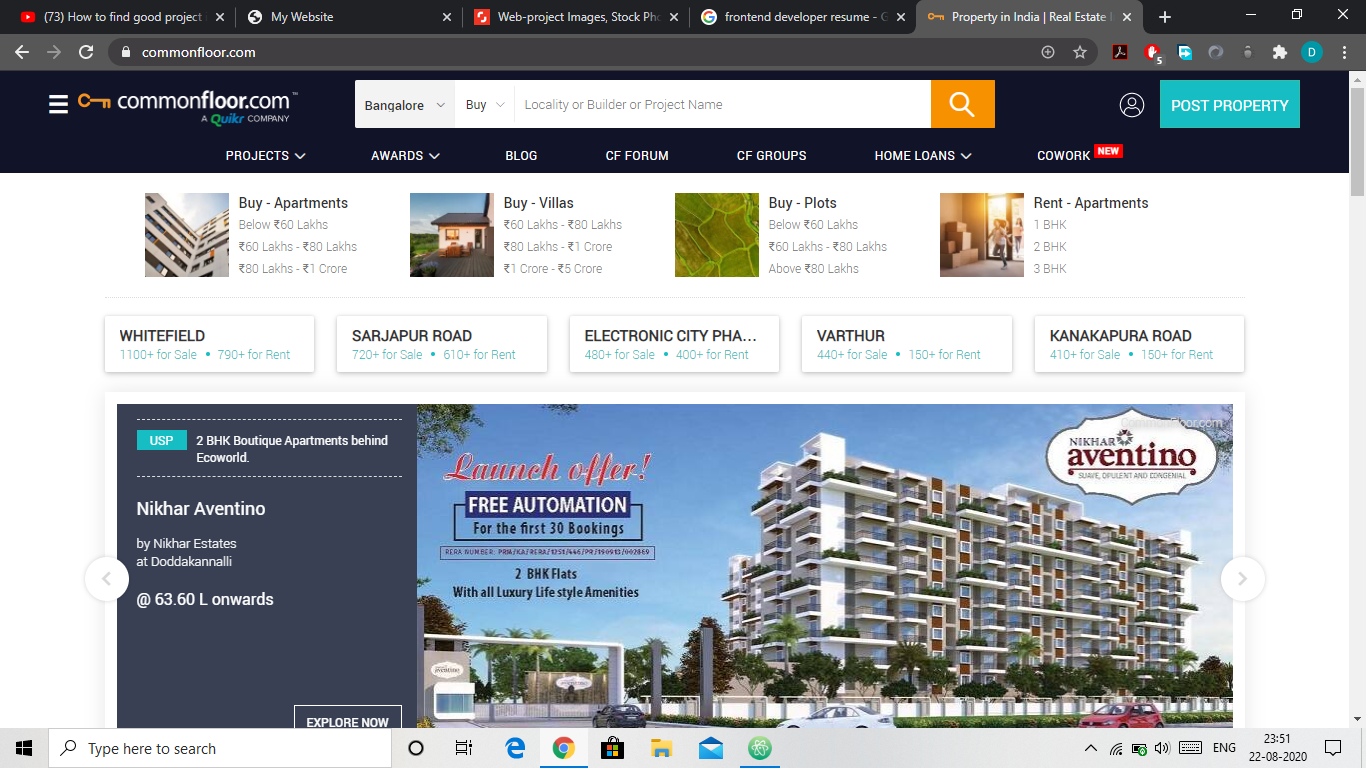 (73) How to find good project
My Website
Web-project Images, Stock Pho
frontend developer resume - G
Property in India | Real Estate I
commonfloor.com
5
D
commonfloor.com™
A Quikr COMPANY
Bangalore
Buy
Locality or Builder or Project Name
POST PROPERTY
PROJECTS
AWARDS
BLOG
CF FORUM
CF GROUPS
HOME LOANS
COWORK NEW
Buy - Apartments
Below ₹60 Lakhs
₹60 Lakhs - ₹80 Lakhs
₹80 Lakhs - ₹1 Crore
Buy - Villas
₹60 Lakhs - ₹80 Lakhs
₹80 Lakhs - ₹1 Crore
₹1 Crore - ₹5 Crore
Buy - Plots
Below ₹60 Lakhs
₹60 Lakhs - ₹80 Lakhs
Above ₹80 Lakhs
Rent - Apartments
1 BHK
2 BHK
3 BHK
WHITEFIELD
1100+ for Sale • 790+ for Rent
SARJAPUR ROAD
720+ for Sale • 610+ for Rent
ELECTRONIC CITY PHA...
480+ for Sale • 400+ for Rent
VARTHUR
440+ for Sale • 150+ for Rent
KANAKAPURA ROAD
410+ for Sale • 150+ for Rent
USP
2 BHK Boutique Apartments behind
Ecoworld.
Nikhar Aventino
by Nikhar Estates
at Doddakannalli
@ 63.60 L onwards
EXPLORE NOW
Launch offer!
FREE AUTOMATION
For the first 30 Bookings
RERA NUMBER: PRM/KA/RERA/1251/446/PR/190913/002869
2 BHK Flats
With all Luxury Life style Amenities
NIKHAR
aventino
SUAVE, OPULENT AND CONGENIAL
aventino
Type here to search
ENG
23:51
22-08-2020